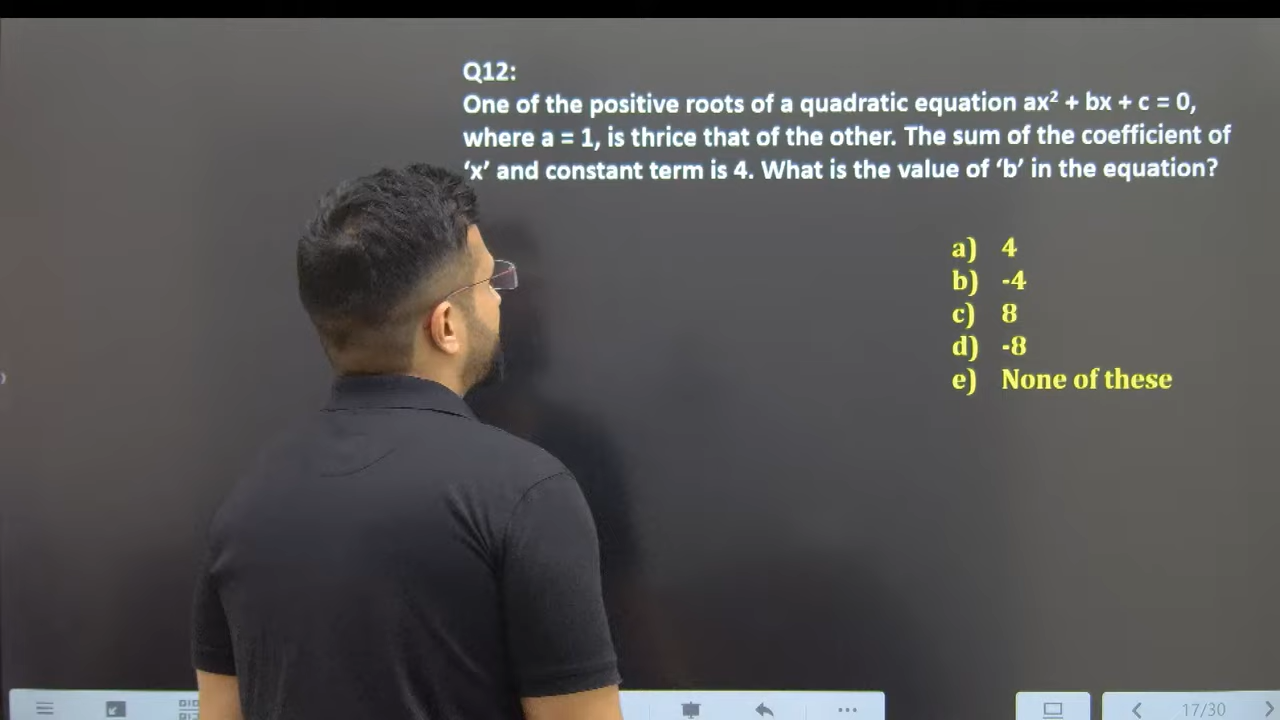 Q12:
One of the positive roots of a quadratic equation ax² + bx + c = 0,
where a = 1, is thrice that of the other. The sum of the coefficient of
‘x’ and constant term is 4. What is the value of ‘b’ in the equation?
a) 4
b) -4
c) 8
d) -8
e) None of these
17/30